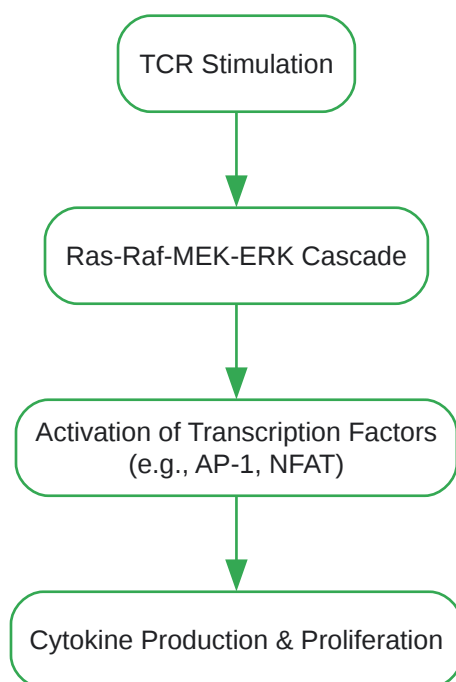 TCR Stimulation
Ras-Raf-MEK-ERK Cascade
Activation of Transcription Factors
(e.g., AP-1, NFAT)
Cytokine Production & Proliferation